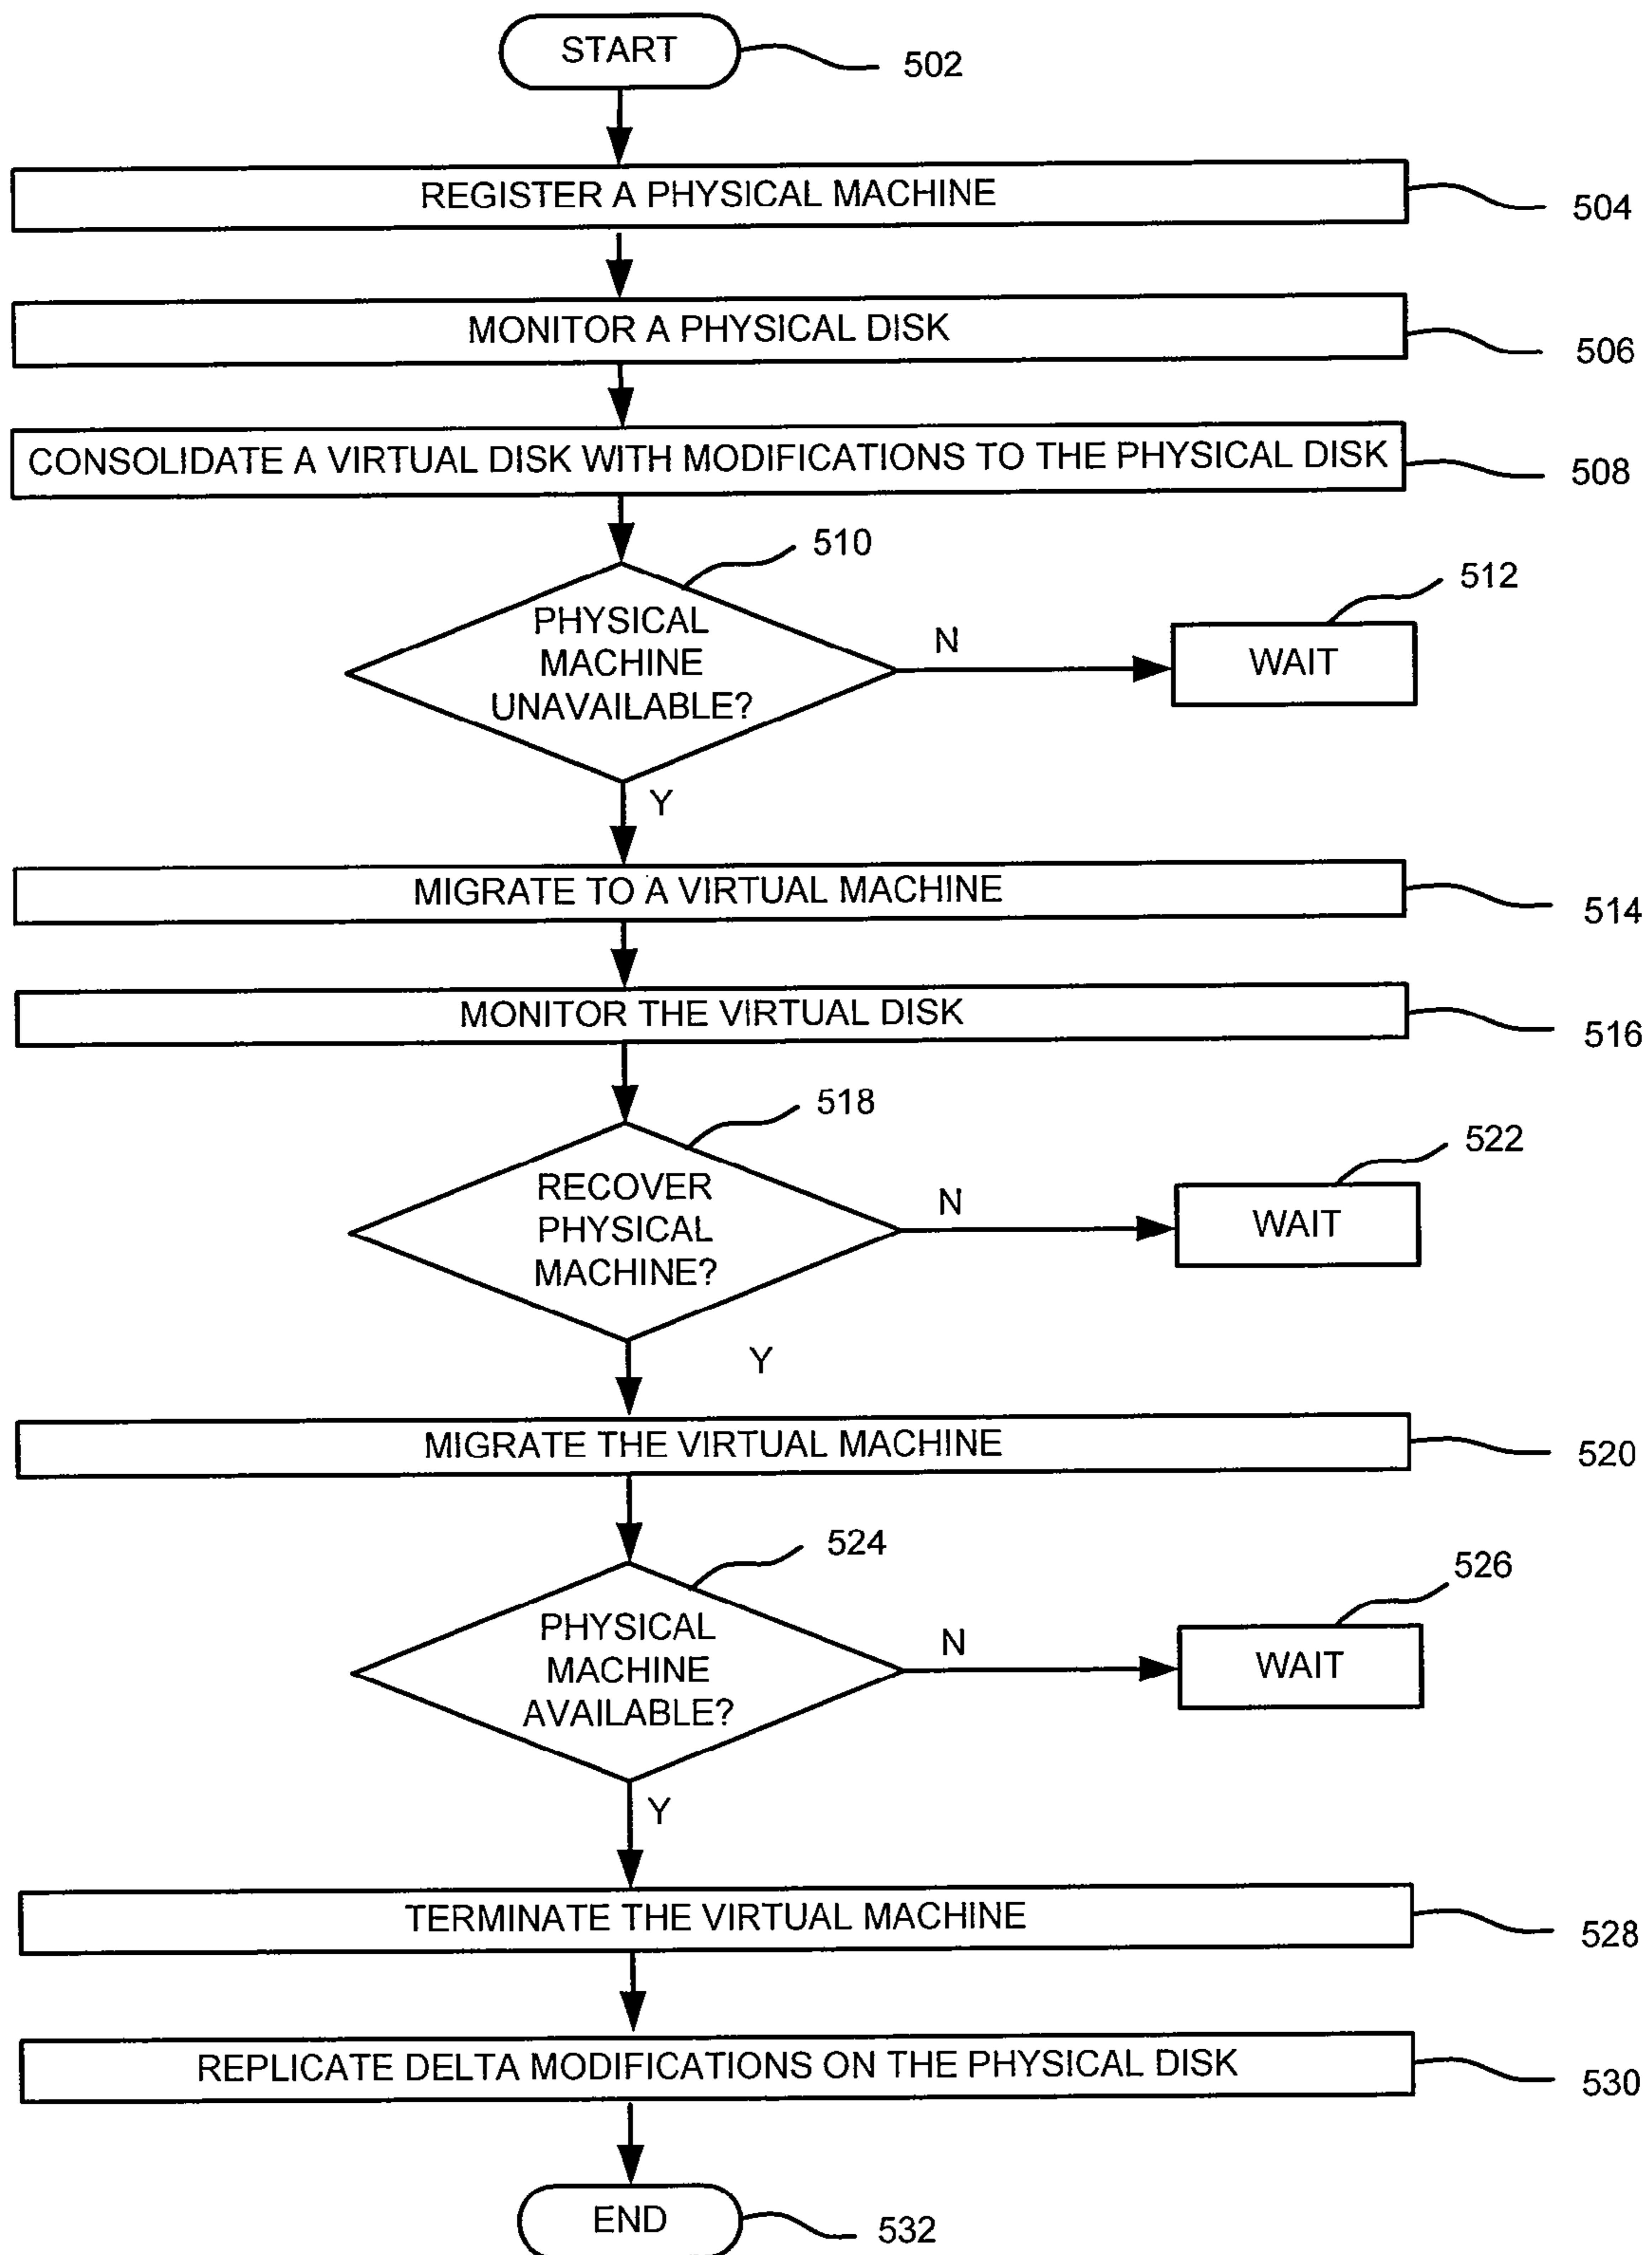 START
502
REGISTER A PHYSICAL MACHINE
504
MONITOR A PHYSICAL DISK
506
CONSOLIDATE A VIRTUAL DISK WITH MODIFICATIONS TO THE PHYSICAL DISK
508
510
PHYSICAL
MACHINE
UNAVAILABLE?
N
512
WAIT
Y
MIGRATE TO A VIRTUAL MACHINE
514
MONITOR THE VIRTUAL DISK
516
518
RECOVER
PHYSICAL
MACHINE?
N
522
WAIT
Y
MIGRATE THE VIRTUAL MACHINE
520
524
PHYSICAL
MACHINE
AVAILABLE?
N
526
WAIT
Y
TERMINATE THE VIRTUAL MACHINE
528
REPLICATE DELTA MODIFICATIONS ON THE PHYSICAL DISK
530
END
532